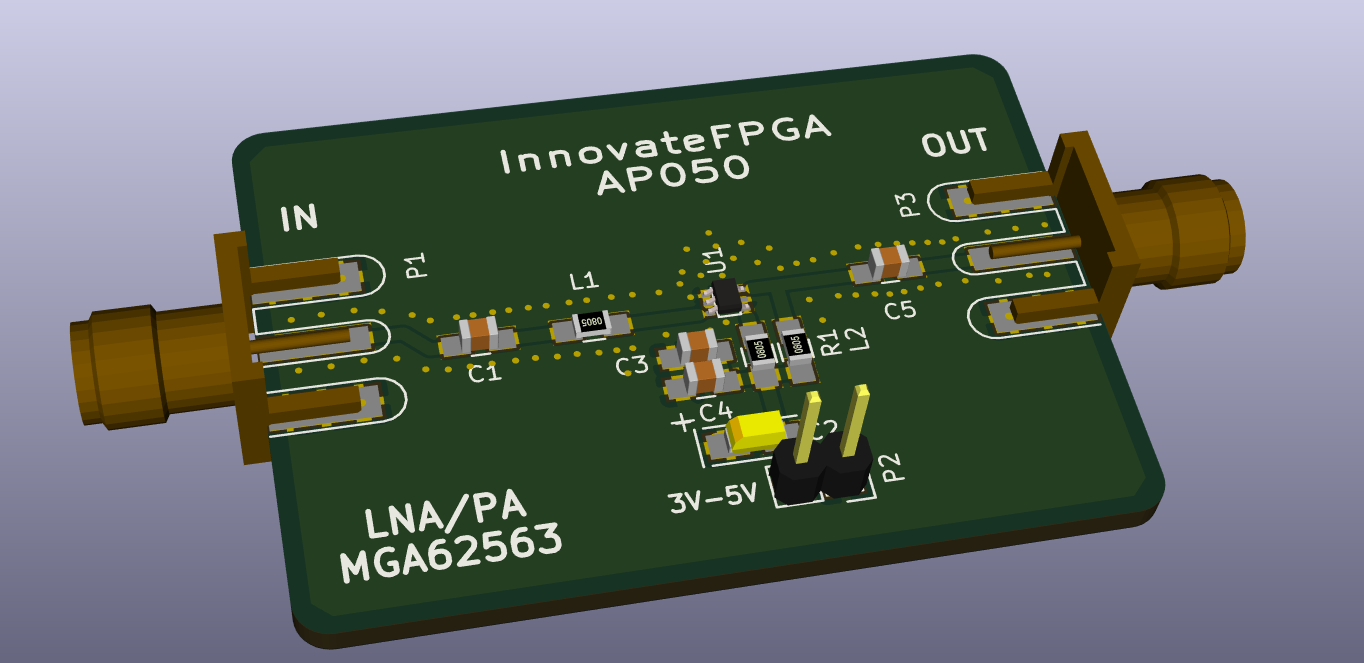 InnovateFPGA
AP050
OUT
IN
P3
P1
U1
L1
0805
C5
C1
C3
0805
0805
R1
L2
+
C4
C2
3V-5V
P2
LNA/PA
MGA62563